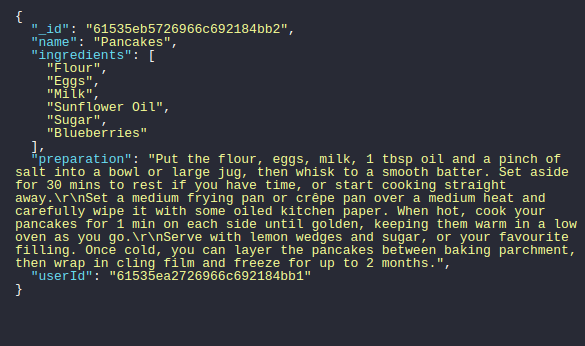 {
"_id": "61535eb5726966c692184bb2",
"name": "Pancakes",
"ingredients": [
"Flour",
"Eggs",
"Milk",
"Sunflower Oil",
"Sugar",
"Blueberries"
],
"preparation": "Put the flour, eggs, milk, 1 tbsp oil and a pinch of
salt into a bowl or large jug, then whisk to a smooth batter. Set aside
for 30 mins to rest if you have time, or start cooking straight
away.\r\nSet a medium frying pan or crêpe pan over a medium heat and
carefully wipe it with some oiled kitchen paper. When hot, cook your
pancakes for 1 min on each side until golden, keeping them warm in a low
oven as you go.\r\nServe with lemon wedges and sugar, or your favourite
filling. Once cold, you can layer the pancakes between baking parchment,
then wrap in cling film and freeze for up to 2 months.",
"userId": "61535ea2726966c692184bb1"
}